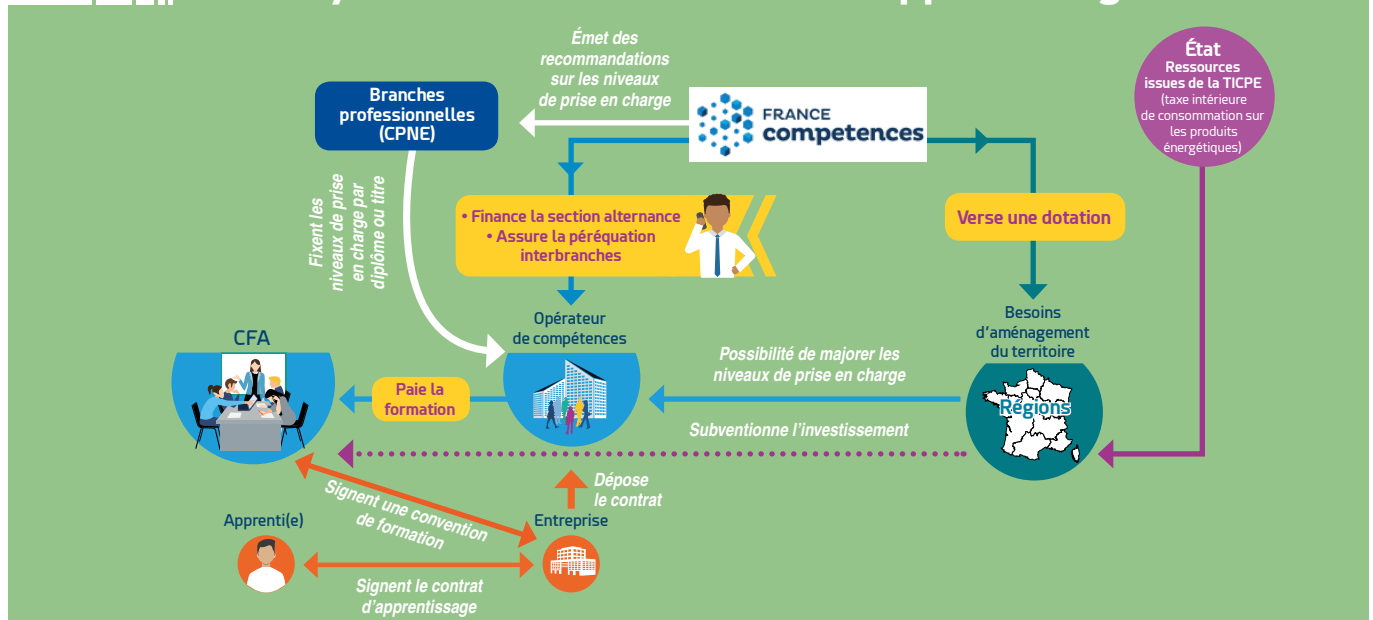 Émet des
recommandations
sur les niveaux
de prise en charge
État
Ressources
issues de la TICPE
(taxe intérieure
de consommation sur
les produits
énergétiques)
Branches
professionnelles
(CPNE)
FRANCE
compétences
Fixent les
niveaux de prise
en charge par
diplôme ou titre
• Finance la section alternance
• Assure la péréquation
interbranches
Verse une dotation
CFA
Opérateur
de compétences
Besoins
d'aménagement
du territoire
Possibilité de majorer les
niveaux de prise en charge
Paie la
formation
Régions
Subventionne l'investissement
Signent une convention
de formation
Dépose
le contrat
Apprenti(e)
Entreprise
Signent le contrat
d'apprentissage